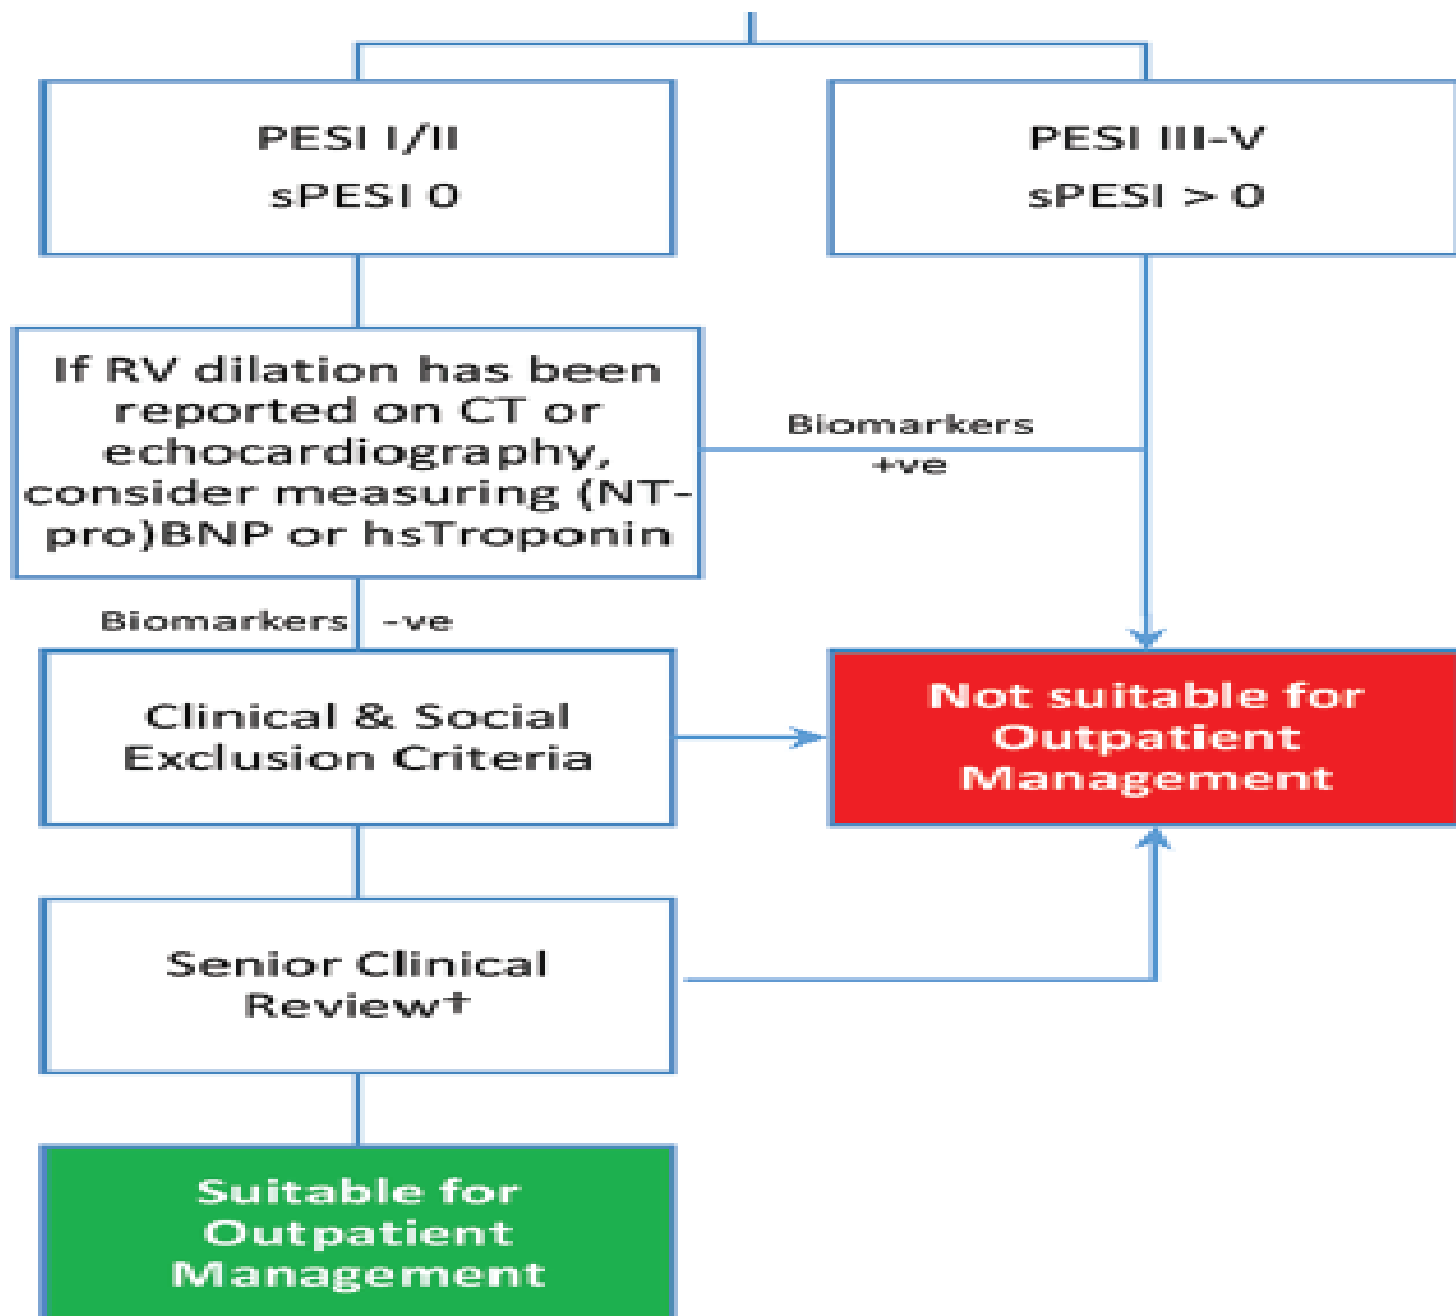 PESI I/II
sPESI 0
PESI III-V
sPESI > 0
If RV dilation has been
reported on CT or
echocardiography,
consider measuring (NT-
pro)BNP or hsTroponin
Biomarkers
+ve
Biomarkers -ve
Clinical & Social
Exclusion Criteria
Not suitable for
Outpatient
Management
Senior Clinical
Review†
Suitable for
Outpatient
Management